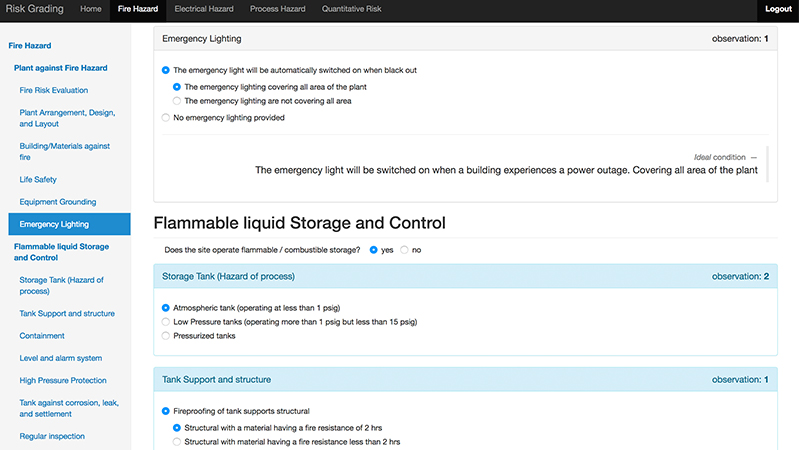 Risk Grading Home Fire Hazard Electrical Hazard Process Hazard Quantitative Risk Logout
Fire Hazard
Plant against Fire Hazard
Fire Risk Evaluation
Plant Arrangement, Design,
and Layout
Building/Materials against
fire
Life Safety
Equipment Grounding
Emergency Lighting
Flammable liquid Storage
and Control
Storage Tank (Hazard of
process)
Tank Support and structure
Containment
Level and alarm system
High Pressure Protection
Tank against corrosion, leak,
and settlement
Regular inspection
Emergency Lighting observation: 1
The emergency light will be automatically switched on when black out
The emergency lighting covering all area of the plant
The emergency lighting are not covering all area
No emergency lighting provided
Ideal condition —
The emergency light will be switched on when a building experiences a power outage. Covering all area of the plant
Flammable liquid Storage and Control
Does the site operate flammable / combustible storage? yes no
Storage Tank (Hazard of process) observation: 2
Atmospheric tank (operating at less than 1 psig)
Low Pressure tanks (operating more than 1 psig but less than 15 psig)
Pressurized tanks
Tank Support and structure observation: 1
Fireproofing of tank supports structural
Structural with a material having a fire resistance of 2 hrs
Structural with material having a fire resistance less than 2 hrs